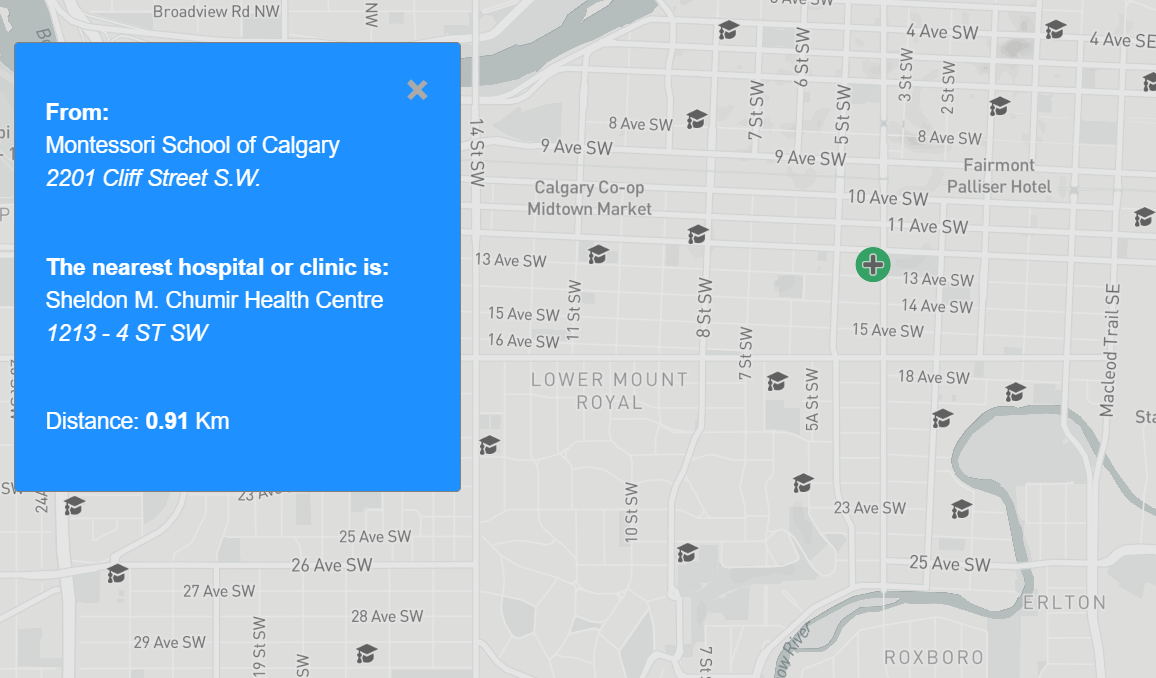 Broadview Rd NW
NW
From:
Montessori School of Calgary
2201 Cliff Street S.W.
The nearest hospital or clinic is:
Sheldon M. Chumir Health Centre
1213 - 4 ST SW
Distance: 0.91 Km
4 Ave SW
4 Ave SE
6 St SW
3 St SW
2 St SW
7 St SW
5 St SW
14 St SW
8 Ave SW
8 Ave SW
9 Ave SW
9 Ave SW
Fairmont
Palliser Hotel
Calgary Co-op
Midtown Market
10 Ave SW
11 Ave SW
13 Ave SW
13 Ave SW
14 Ave SW
15 Ave SW
15 Ave SW
16 Ave SW
11 St SW
8 St SW
7 St SW
Macleod Trail SE
LOWER MOUNT
ROYAL
18 Ave SW
5A St SW
10 St SW
23 Ave SW
25 Ave SW
25 Ave SW
26 Ave SW
27 Ave SW
28 Ave SW
29 Ave SW
19 St SW
SW
ERLTON
ROXBORO